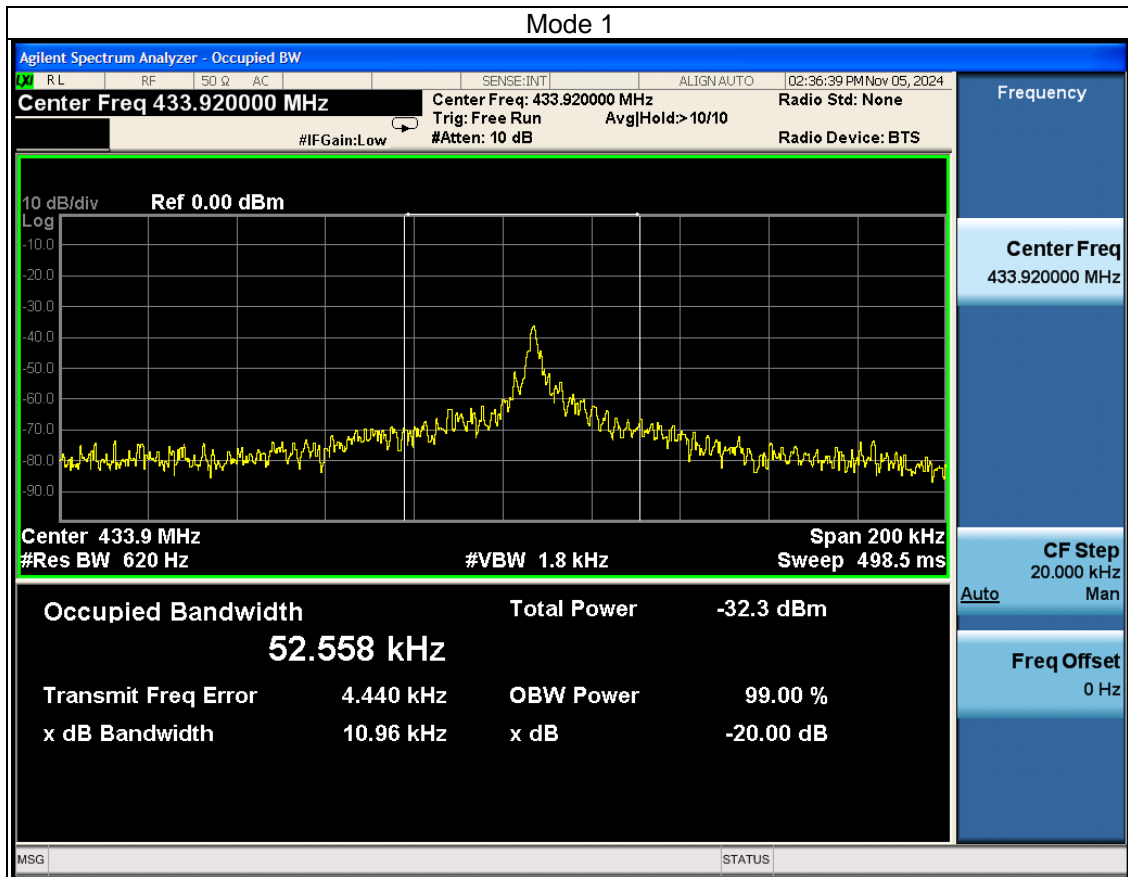 Mode 1
Agilent Spectrum Analyzer - Occupied BW
LXI RL RF 50 Ω AC SENSE:INT ALIGN AUTO 02:36:39 PM Nov 05, 2024
Center Freq 433.920000 MHz
Center Freq: 433.920000 MHz Radio Std: None
Trig: Free Run Avg|Hold:>10/10
#IFGain:Low #Atten: 10 dB Radio Device: BTS
10 dB/div Ref 0.00 dBm
Log
-10.0
-20.0
-30.0
-40.0
-50.0
-60.0
-70.0
-80.0
-90.0
Center 433.9 MHz Span 200 kHz
#Res BW 620 Hz #VBW 1.8 kHz Sweep 498.5 ms
Occupied Bandwidth Total Power -32.3 dBm
52.558 kHz
Transmit Freq Error 4.440 kHz OBW Power 99.00 %
x dB Bandwidth 10.96 kHz x dB -20.00 dB
MSG STATUS
Frequency
Center Freq
433.920000 MHz
CF Step
20.000 kHz
Auto Man
Freq Offset
0 Hz